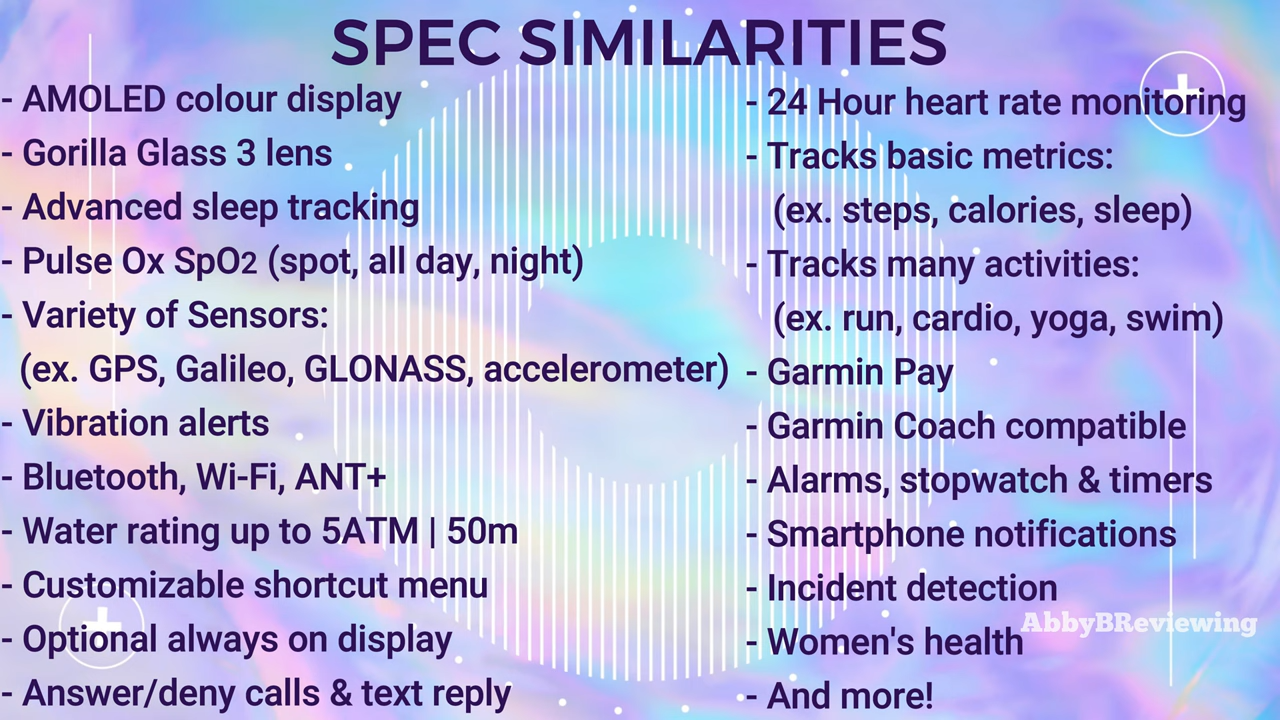 SPEC SIMILARITIES
- AMOLED colour display
- Gorilla Glass 3 lens
- Advanced sleep tracking
- Pulse Ox SpO2 (spot, all day, night)
- Variety of Sensors:
(ex. GPS, Galileo, GLONASS, accelerometer)
- Vibration alerts
- Bluetooth, Wi-Fi, ANT+
- Water rating up to 5ATM | 50m
- Customizable shortcut menu
- Optional always on display
- Answer/deny calls & text reply
- 24 Hour heart rate monitoring
- Tracks basic metrics:
(ex. steps, calories, sleep)
- Tracks many activities:
(ex. run, cardio, yoga, swim)
- Garmin Pay
- Garmin Coach compatible
- Alarms, stopwatch & timers
- Smartphone notifications
- Incident detection
- Women's health
- And more!
AbbyBReviewing